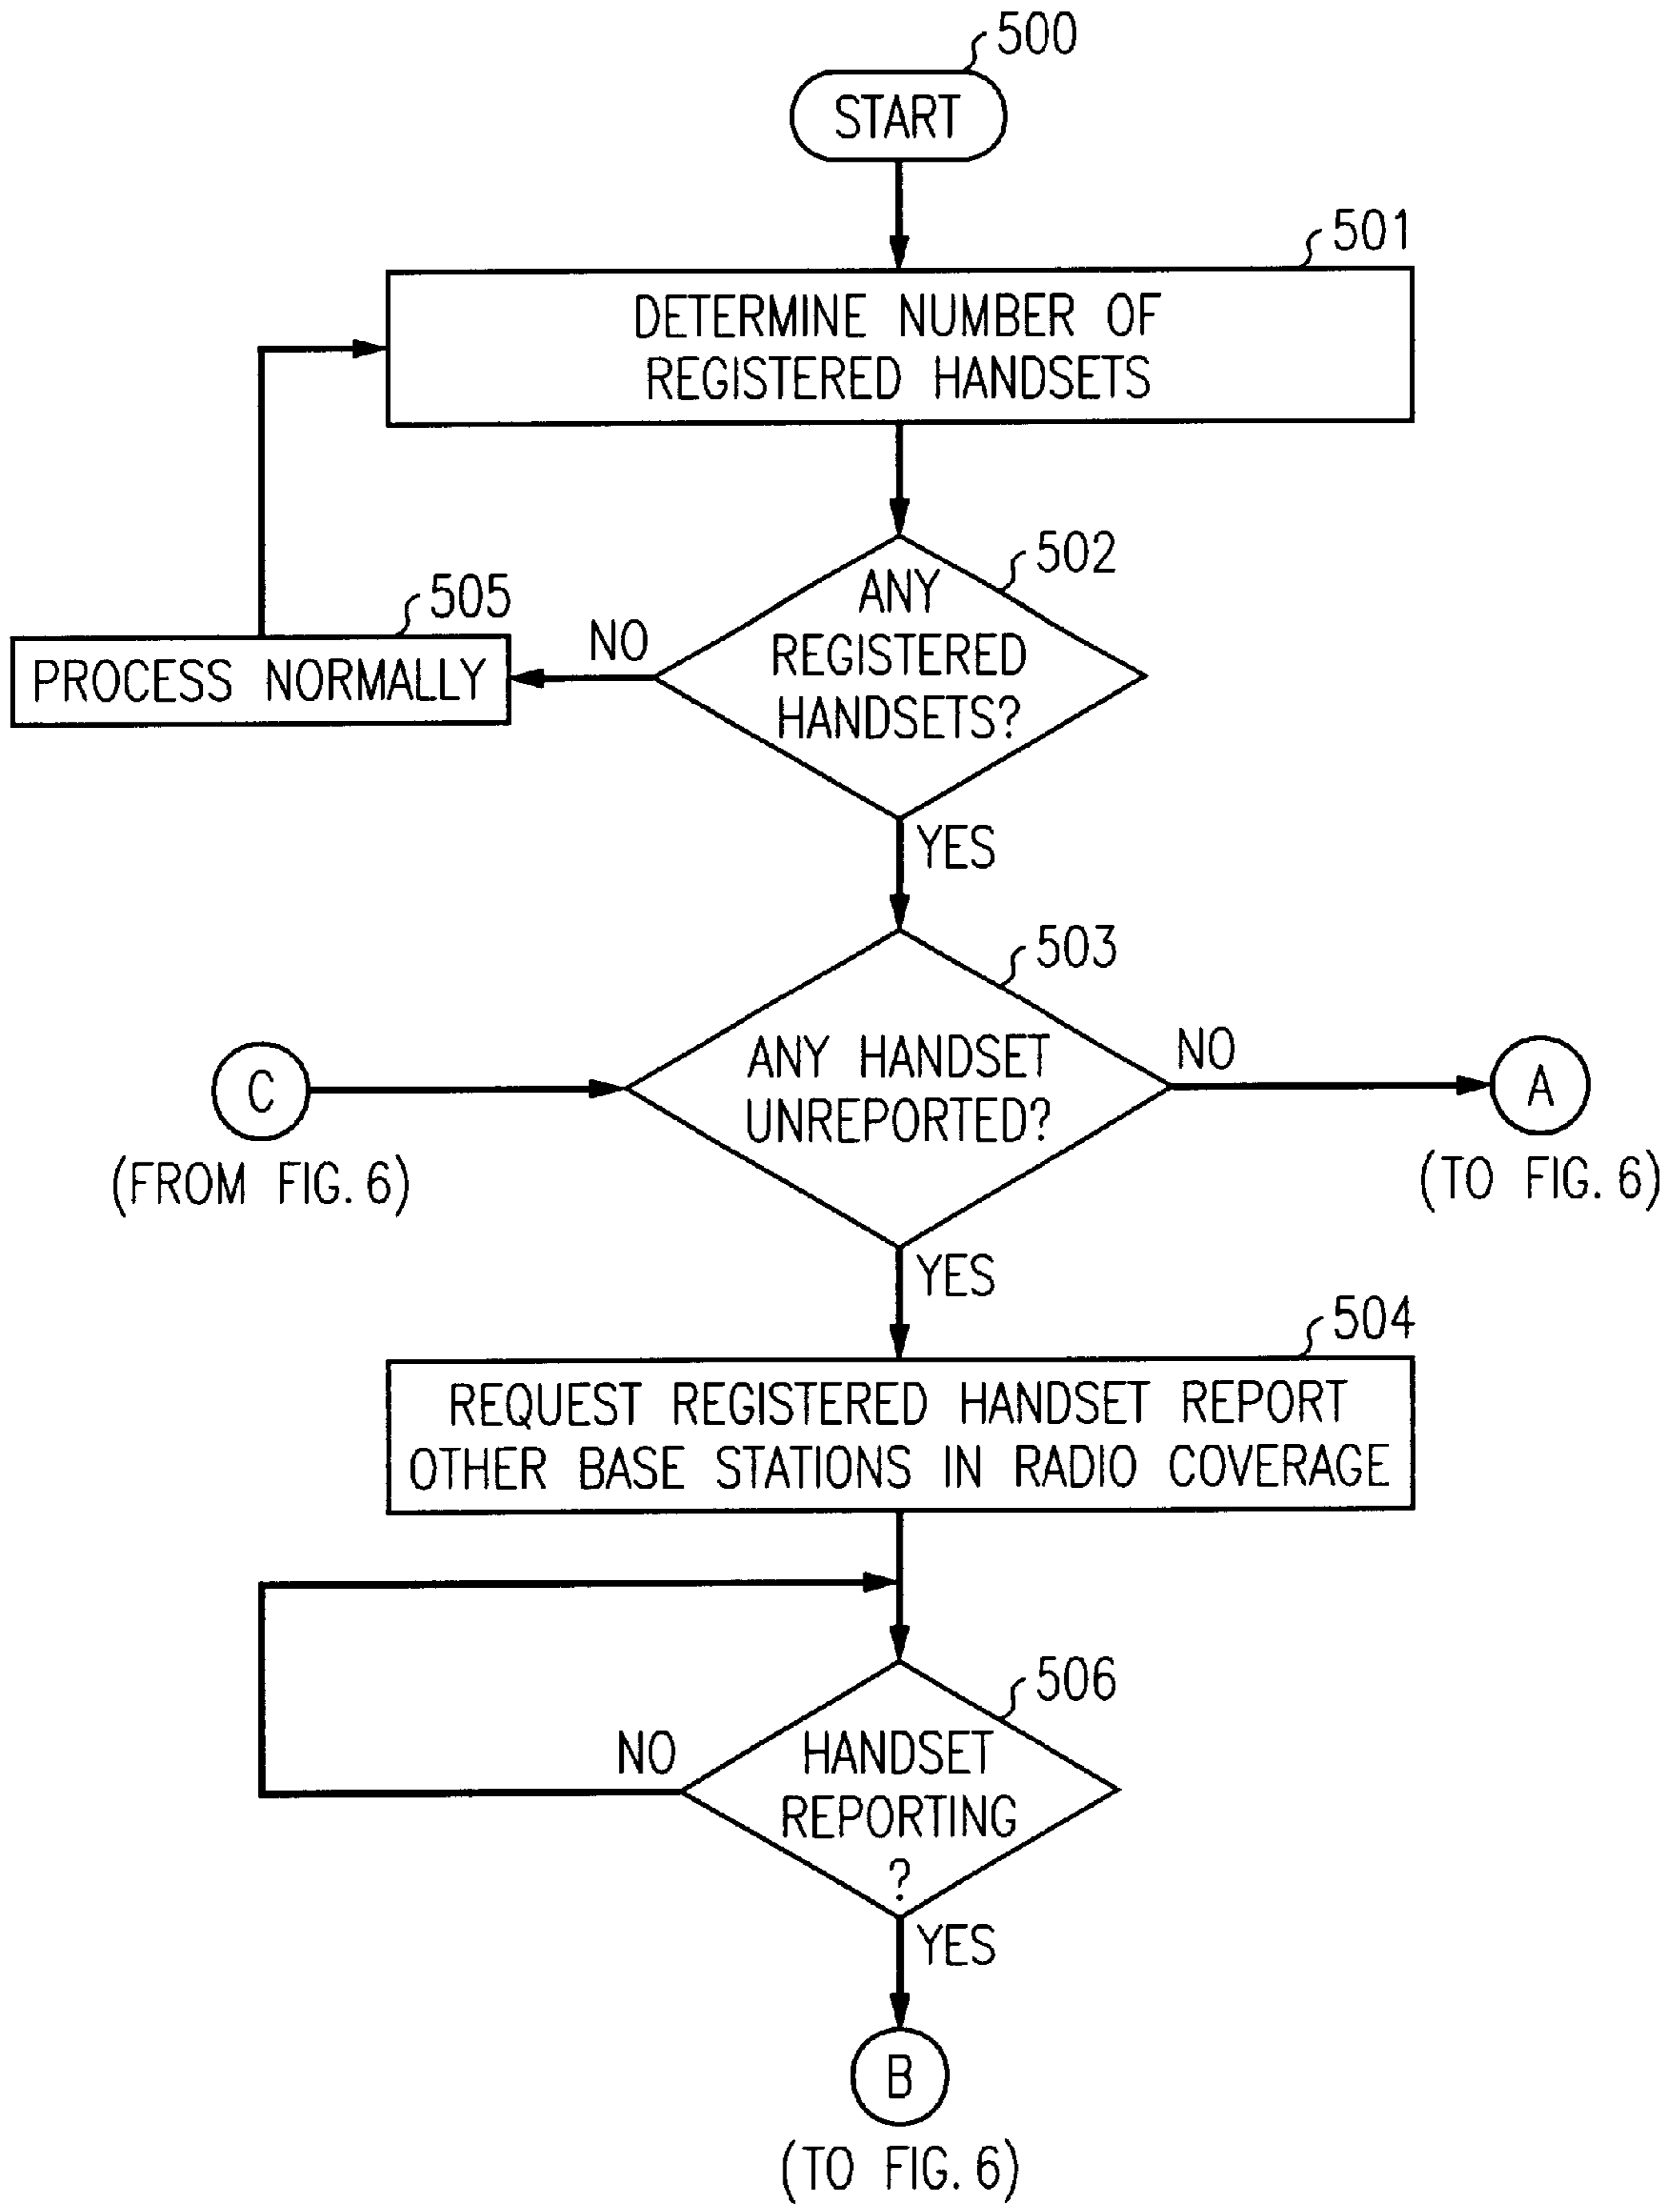 500
START
501
DETERMINE NUMBER OF
REGISTERED HANDSETS
502
ANY
REGISTERED
HANDSETS?
NO
505
PROCESS NORMALLY
YES
503
ANY HANDSET
UNREPORTED?
NO
C
(FROM FIG. 6)
A
(TO FIG. 6)
YES
504
REQUEST REGISTERED HANDSET REPORT
OTHER BASE STATIONS IN RADIO COVERAGE
506
HANDSET
REPORTING
?
NO
YES
B
(TO FIG. 6)